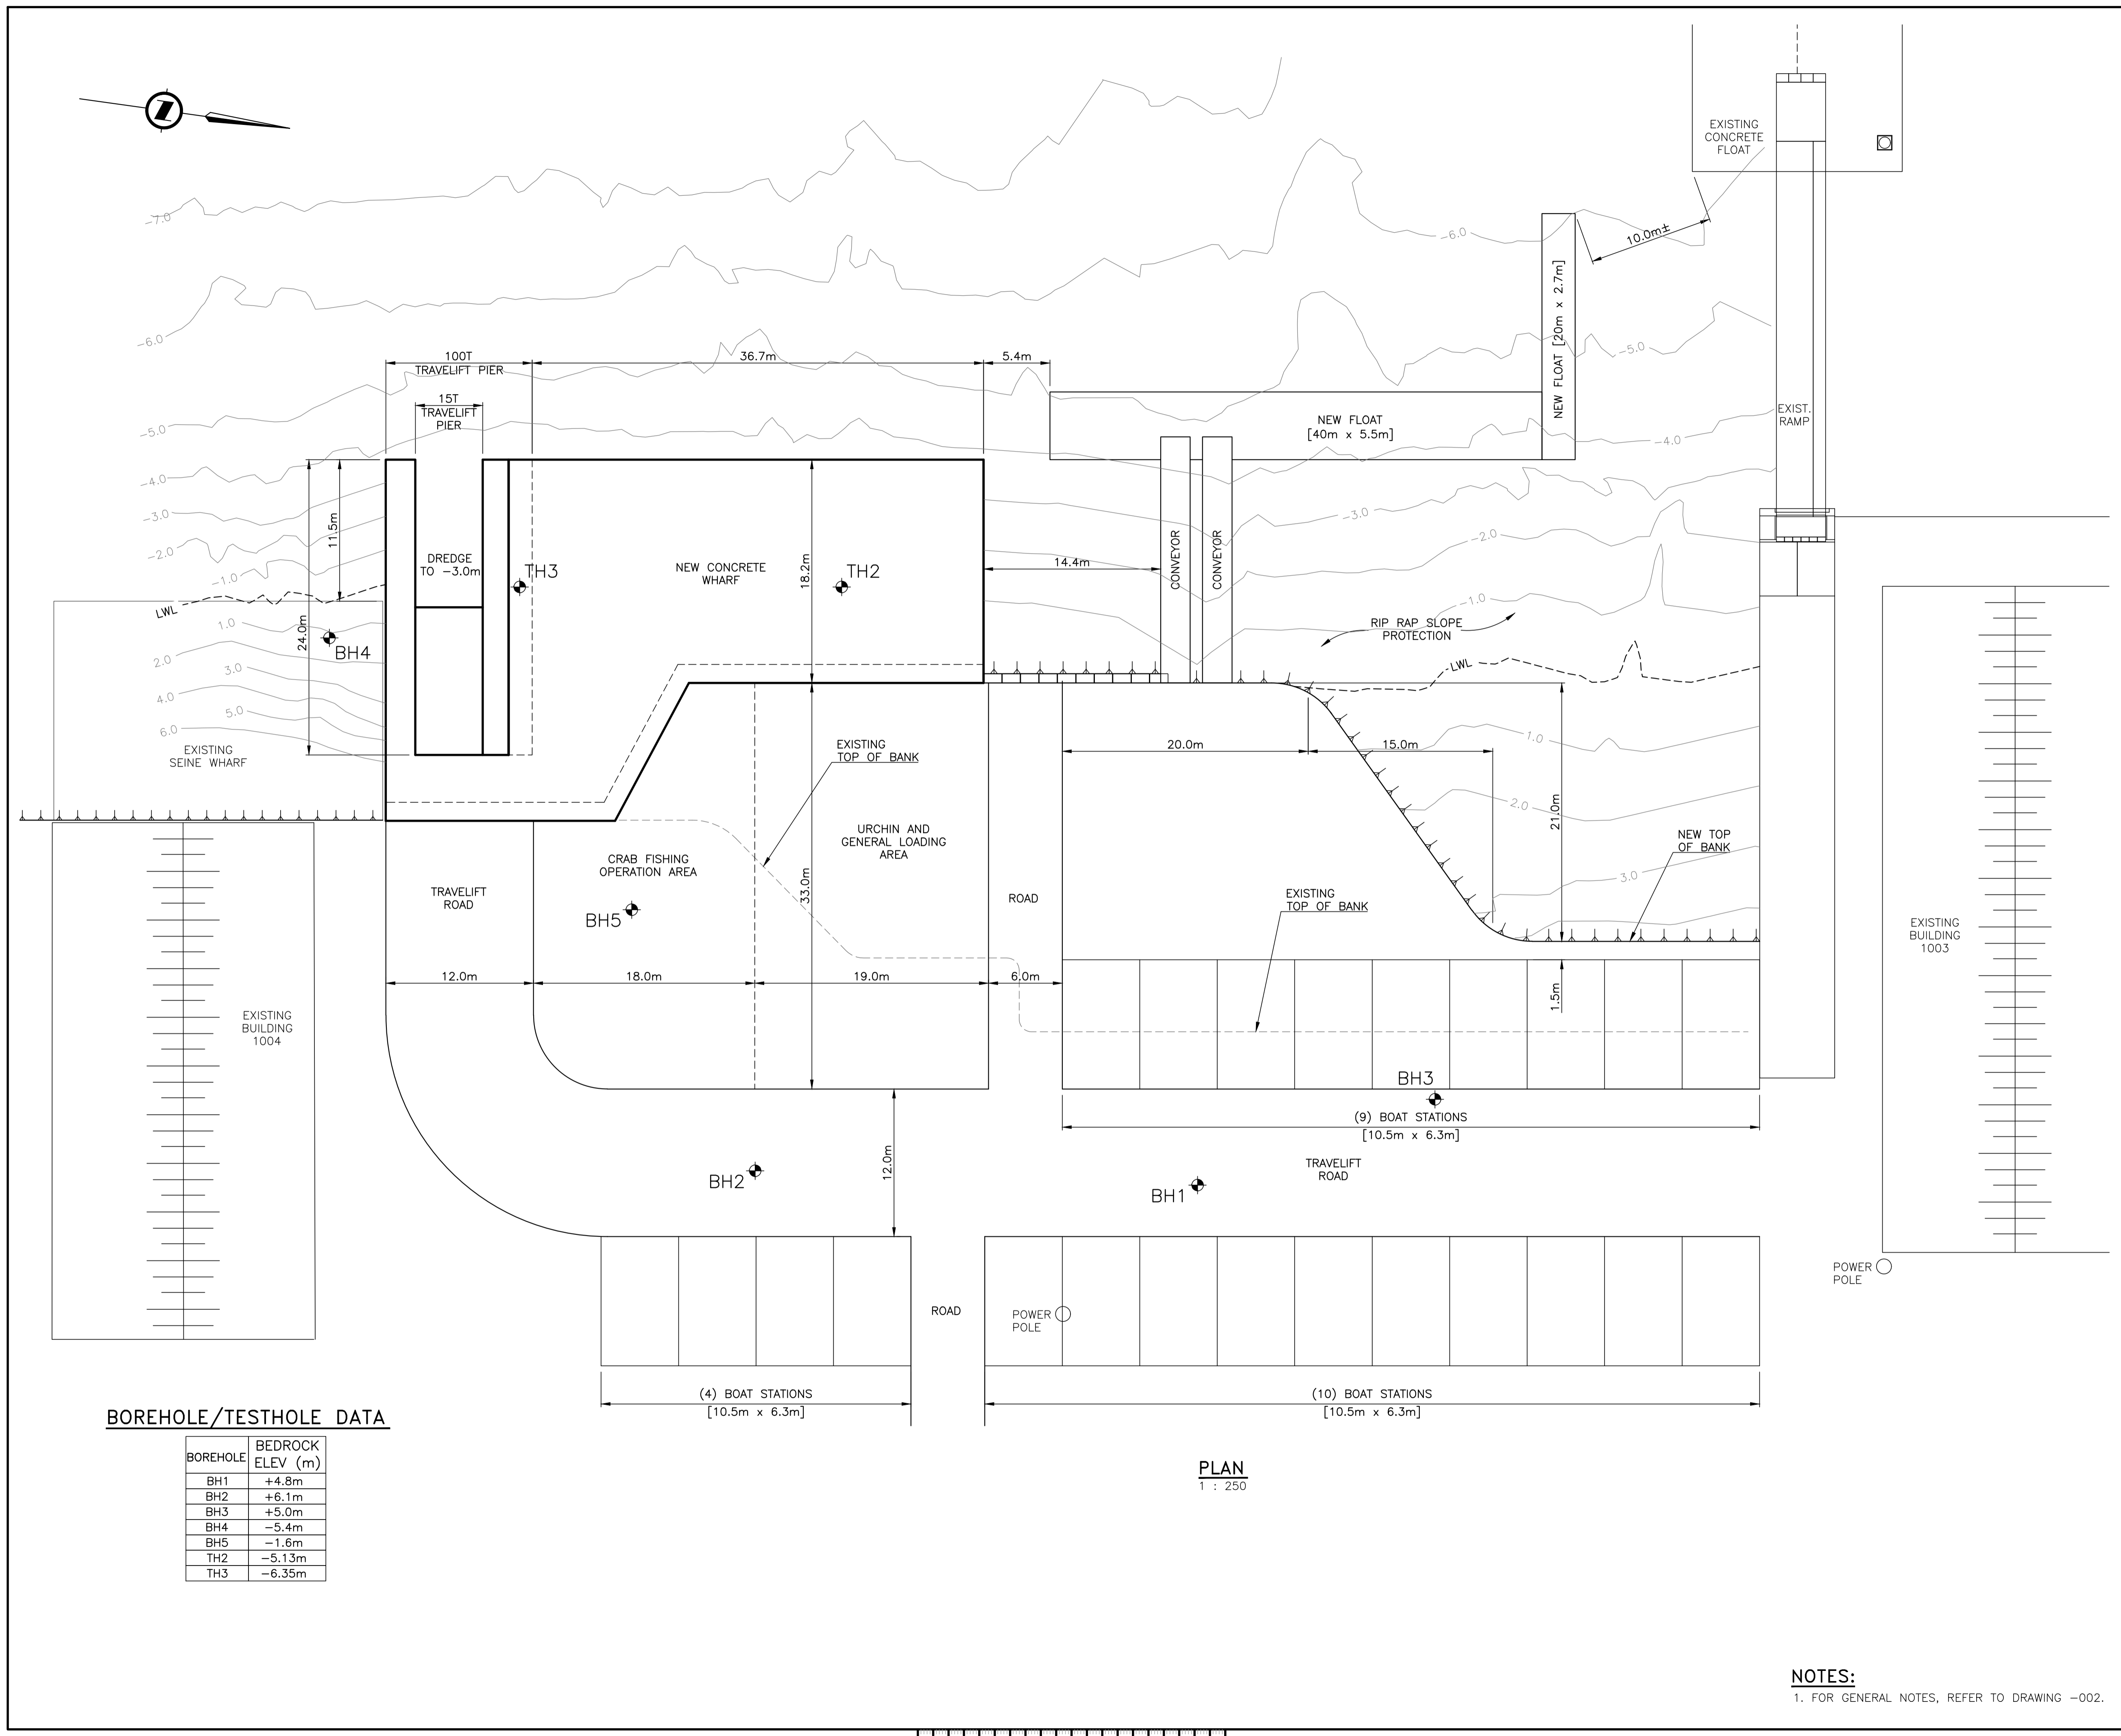 EXISTING
CONCRETE
FLOAT
-7.0
-6.0
10.0m±
NEW FLOAT [20m x 2.7m]
-6.0
-5.0
100T
TRAVELIFT PIER
36.7m
5.4m
15T
TRAVELIFT
PIER
NEW FLOAT
[40m x 5.5m]
EXIST.
RAMP
-5.0
-4.0
-4.0
-3.0
-2.0
-1.0
LWL
1.0
2.0
3.0
4.0
5.0
6.0
11.5m
24.0m
DREDGE
TO -3.0m
TH3
NEW CONCRETE
WHARF
18.2m
TH2
14.4m
CONVEYOR
CONVEYOR
-3.0
-2.0
-1.0
RIP RAP SLOPE
PROTECTION
LWL
BH4
EXISTING
SEINE WHARF
EXISTING
TOP OF BANK
20.0m
15.0m
1.0
2.0
3.0
21.0m
NEW TOP
OF BANK
URCHIN AND
GENERAL LOADING
AREA
CRAB FISHING
OPERATION AREA
TRAVELIFT
ROAD
33.0m
ROAD
EXISTING
TOP OF BANK
BH5
EXISTING
BUILDING
1003
12.0m
18.0m
19.0m
6.0m
1.5m
EXISTING
BUILDING
1004
BH3
(9) BOAT STATIONS
[10.5m x 6.3m]
12.0m
TRAVELIFT
ROAD
BH2
BH1
POWER
POLE
ROAD
POWER
POLE
(4) BOAT STATIONS
[10.5m x 6.3m]
(10) BOAT STATIONS
[10.5m x 6.3m]
BOREHOLE/TESTHOLE DATA
BOREHOLE BEDROCK ELEV (m)
BH1 +4.8m
BH2 +6.1m
BH3 +5.0m
BH4 -5.4m
BH5 -1.6m
TH2 -5.13m
TH3 -6.35m
PLAN
1 : 250
NOTES:
1. FOR GENERAL NOTES, REFER TO DRAWING -002.